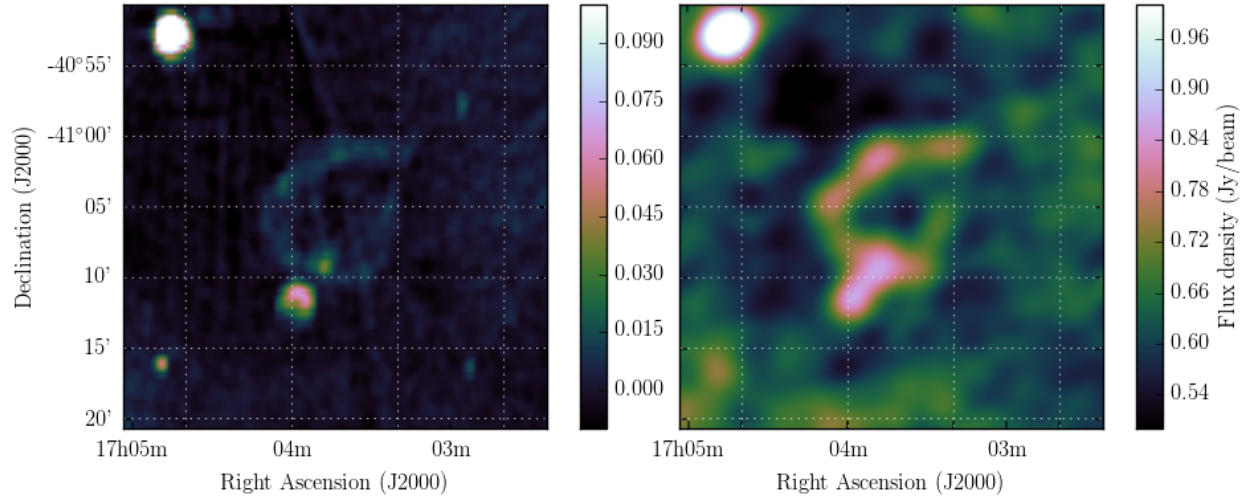 -40°55'
-41°00'
05'
10'
15'
20'
Declination (J2000)
17h05m
04m
03m
Right Ascension (J2000)
0.090
0.075
0.060
0.045
0.030
0.015
0.000
17h05m
04m
03m
Right Ascension (J2000)
0.96
0.90
0.84
0.78
0.72
0.66
0.60
0.54
Flux density (Jy/beam)